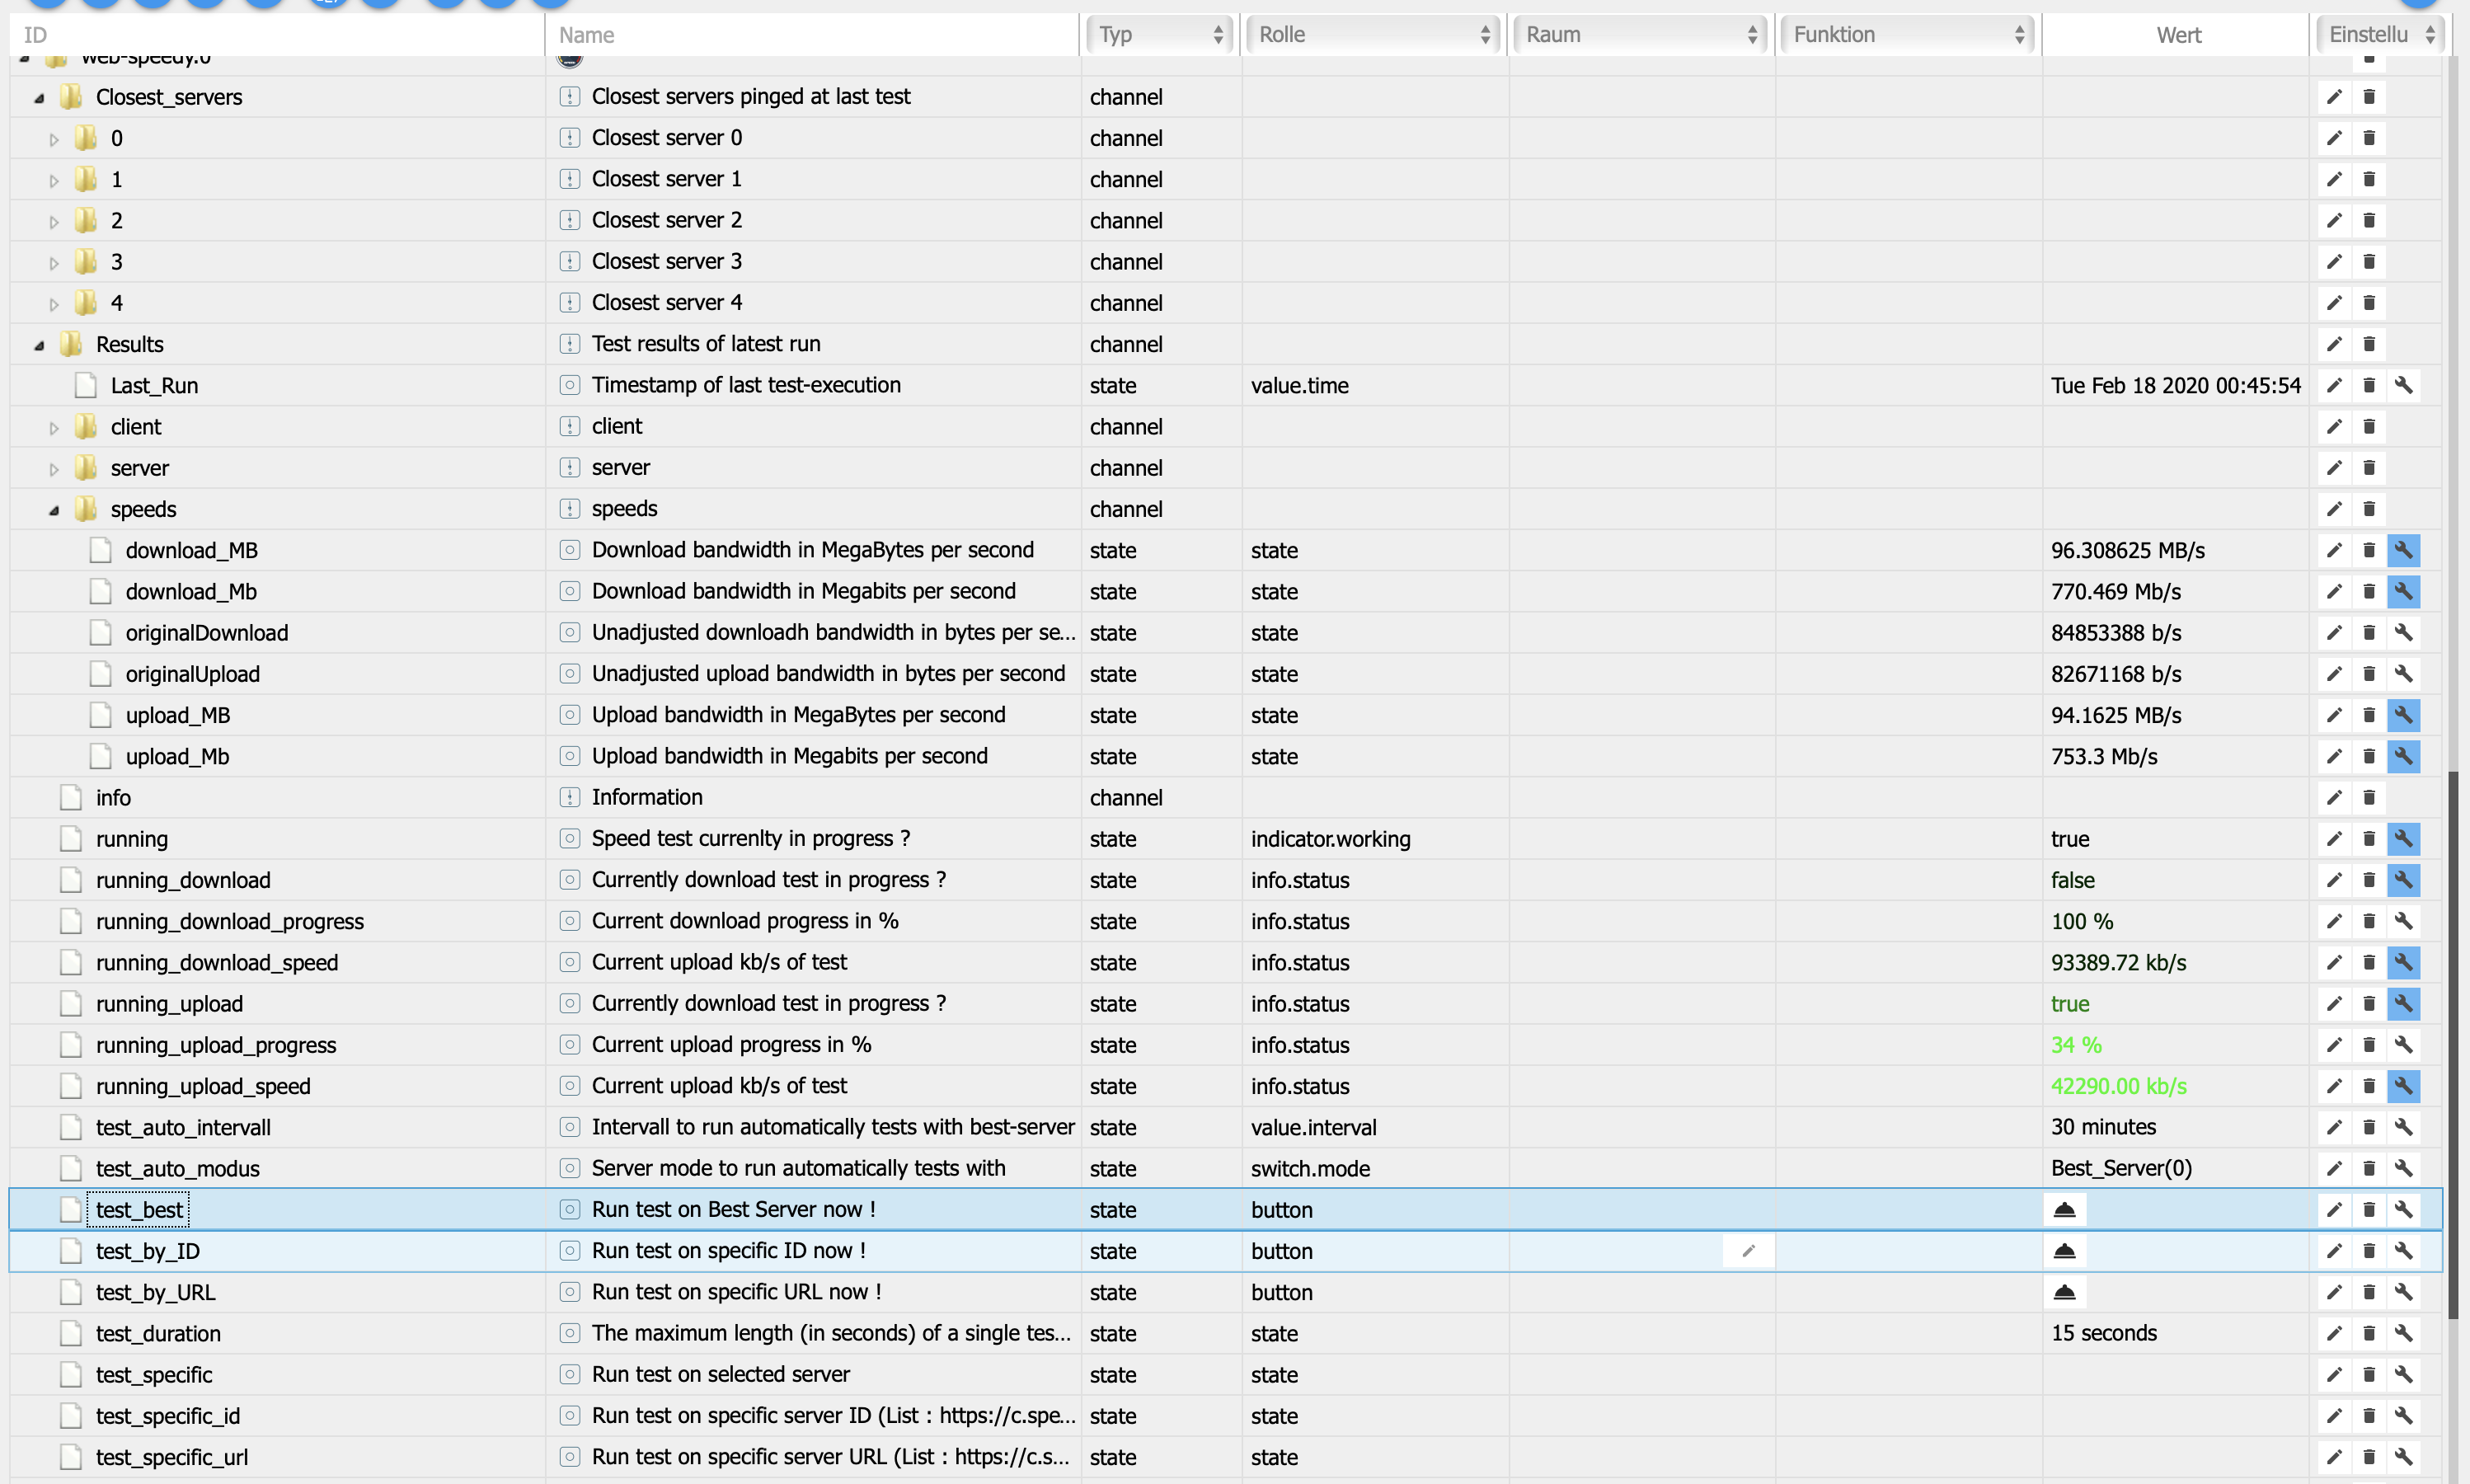 ID Name Typ Rolle Raum Funktion Wert Einstellu
Web-speedy.0
Closest_servers Closest servers pinged at last test channel
0 Closest server 0 channel
1 Closest server 1 channel
2 Closest server 2 channel
3 Closest server 3 channel
4 Closest server 4 channel
Results Test results of latest run channel
Last_Run Timestamp of last test-execution state value.time Tue Feb 18 2020 00:45:54
client client channel
server server channel
speeds speeds channel
download_MB Download bandwidth in MegaBytes per second state state 96.308625 MB/s
download_Mb Download bandwidth in Megabits per second state state 770.469 Mb/s
originalDownload Unadjusted downloadh bandwidth in bytes per se... state state 84853388 b/s
originalUpload Unadjusted upload bandwidth in bytes per second state state 82671168 b/s
upload_MB Upload bandwidth in MegaBytes per second state state 94.1625 MB/s
upload_Mb Upload bandwidth in Megabits per second state state 753.3 Mb/s
info Information channel
running Speed test currenlty in progress ? state indicator.working true
running_download Currently download test in progress ? state info.status false
running_download_progress Current download progress in % state info.status 100 %
running_download_speed Current upload kb/s of test state info.status 93389.72 kb/s
running_upload Currently download test in progress ? state info.status true
running_upload_progress Current upload progress in % state info.status 34 %
running_upload_speed Current upload kb/s of test state info.status 42290.00 kb/s
test_auto_intervall Intervall to run automatically tests with best-server state value.interval 30 minutes
test_auto_modus Server mode to run automatically tests with state switch.mode Best_Server(0)
test_best Run test on Best Server now ! state button
test_by_ID Run test on specific ID now ! state button
test_by_URL Run test on specific URL now ! state button
test_duration The maximum length (in seconds) of a single tes... state state 15 seconds
test_specific Run test on selected server state state
test_specific_id Run test on specific server ID (List : https://c.spe... state state
test_specific_url Run test on specific server URL (List : https://c.s... state state